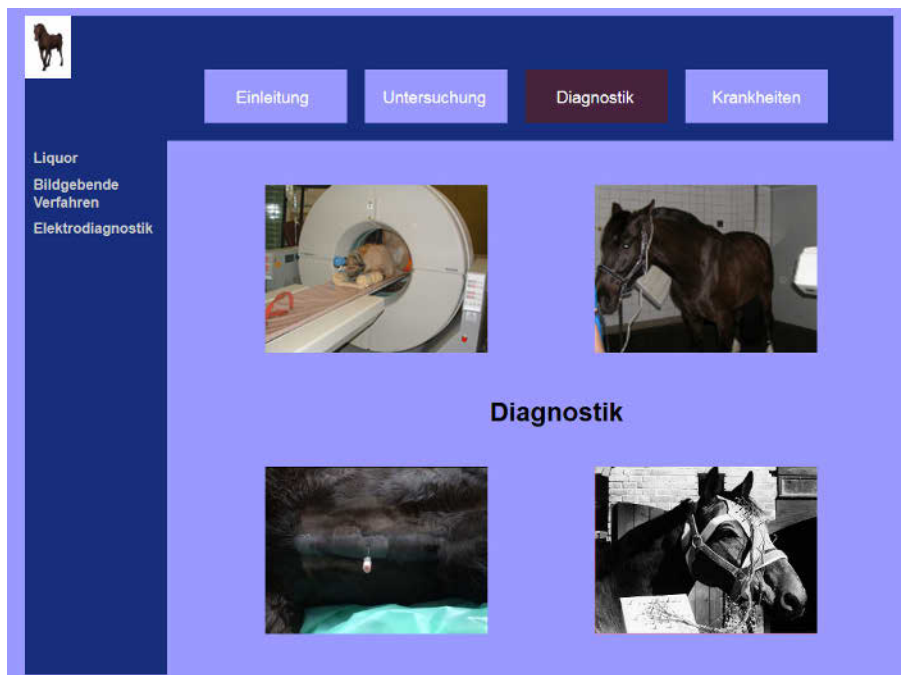 Einleitung
Untersuchung
Diagnostik
Krankheiten
Liquor
Bildgebende
Verfahren
Elektrodiagnostik
Diagnostik